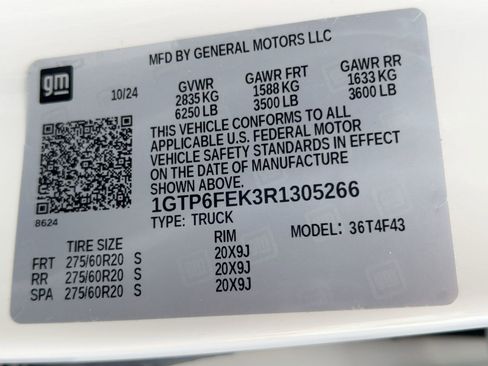 MFD BY GENERAL MOTORS LLC
gm
10/24
GVWR GAWR FRT GAWR RR
2835 KG 1588 KG 1633 KG
6250 LB 3500 LB 3600 LB
THIS VEHICLE CONFORMS TO ALL
APPLICABLE U.S. FEDERAL MOTOR
VEHICLE SAFETY STANDARDS IN EFFECT
ON THE DATE OF MANUFACTURE
SHOWN ABOVE.
8624
1GTP6FEK3R1305266
TYPE: TRUCK MODEL: 36T4F43
TIRE SIZE RIM
FRT 275/60R20 S 20X9J
RR 275/60R20 S 20X9J
SPA 275/60R20 S 20X9J